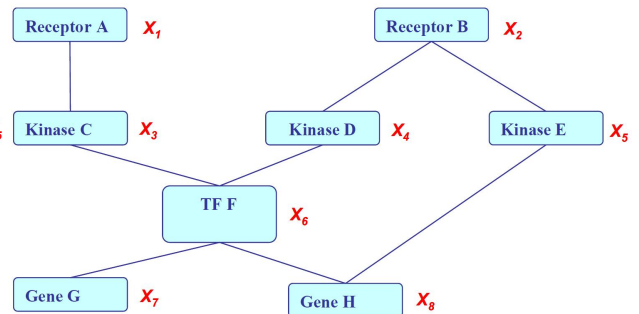 Receptor A X1 Receptor B X2
Kinase C X3 Kinase D X4 Kinase E X5
TF F X6
Gene G X7 Gene H X8